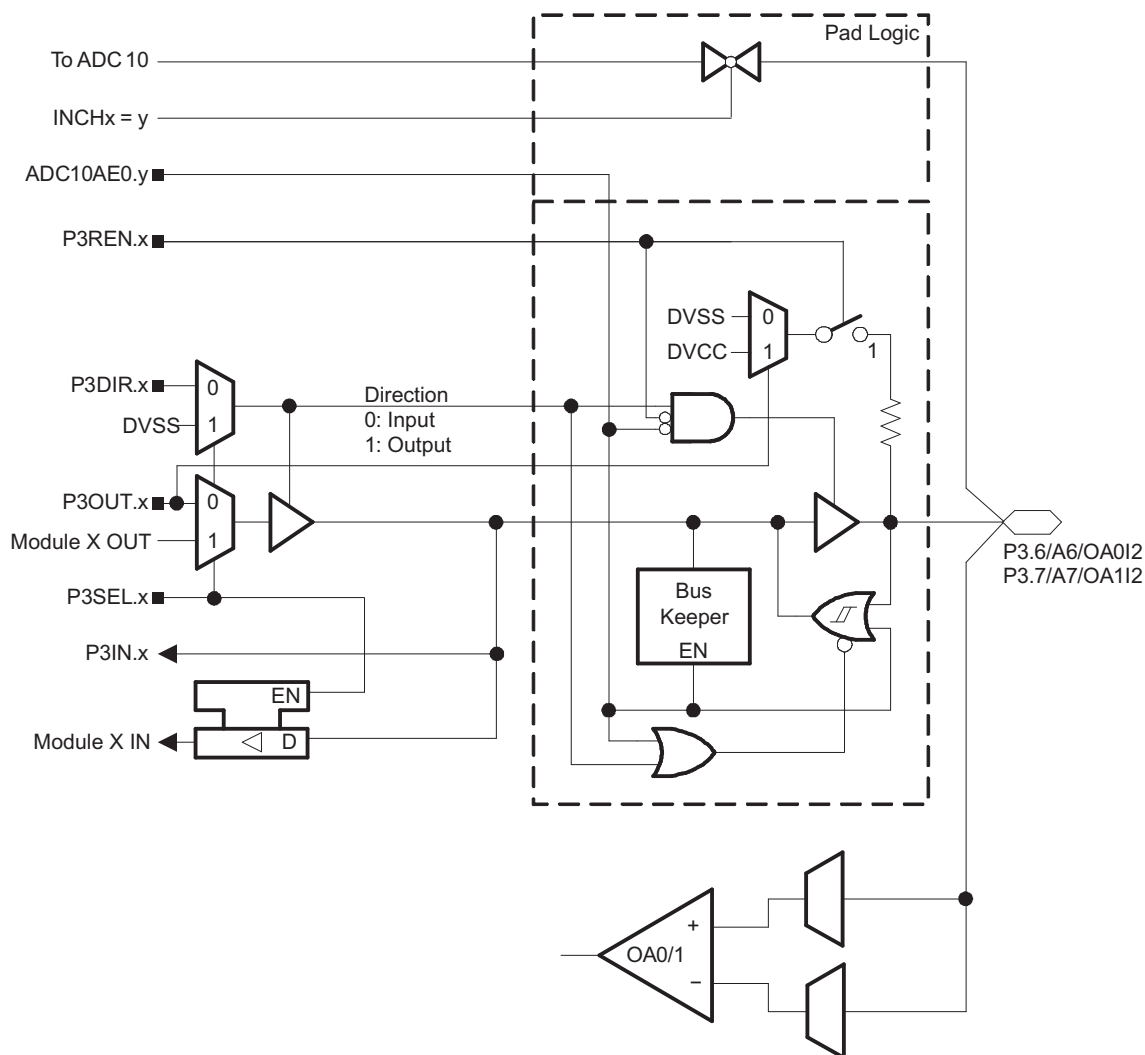 Pad Logic
To ADC 10
INCHx = y
ADC10AE0.y
P3REN.x
DVSS
0
DVCC
1
1
P3DIR.x
0
DVSS
1
Direction
0: Input
1: Output
P3OUT.x
0
Module X OUT
1
P3.6/A6/OA0I2
P3.7/A7/OA1I2
P3SEL.x
Bus
Keeper
EN
P3IN.x
EN
Module X IN
D
+
OA0/1
−